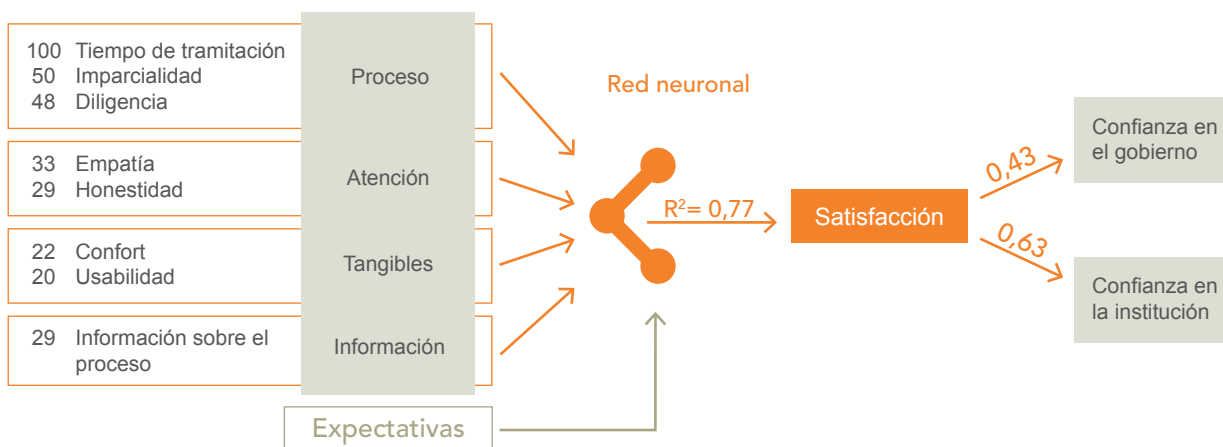 100 Tiempo de tramitación
50 Imparcialidad
48 Diligencia
Proceso
33 Empatía
29 Honestidad
Atención
22 Confort
20 Usabilidad
Tangibles
29 Información sobre el
proceso
Información
Expectativas
Red neuronal
R²= 0,77
Satisfacción
0,43
0,63
Confianza en
el gobierno
Confianza en
la institución